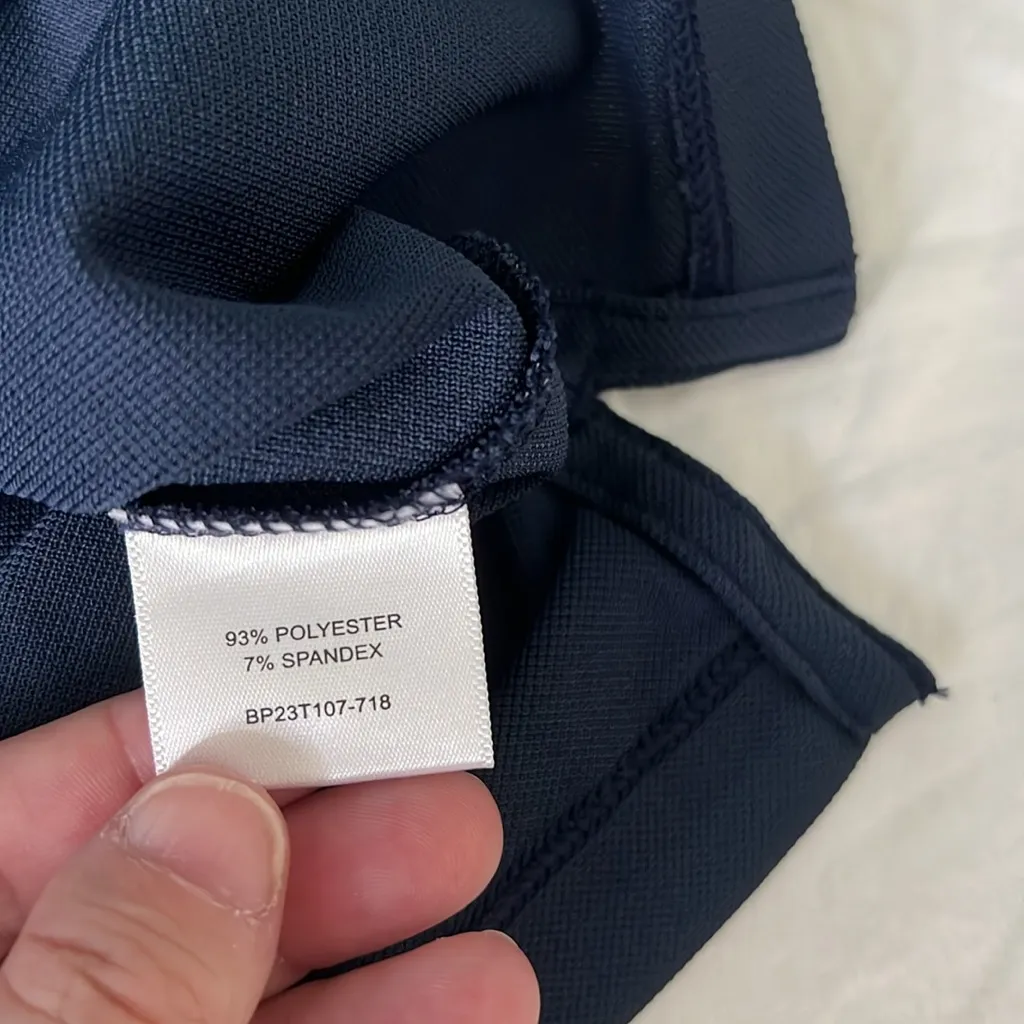 93% POLYESTER
7% SPANDEX
BP23T107-718